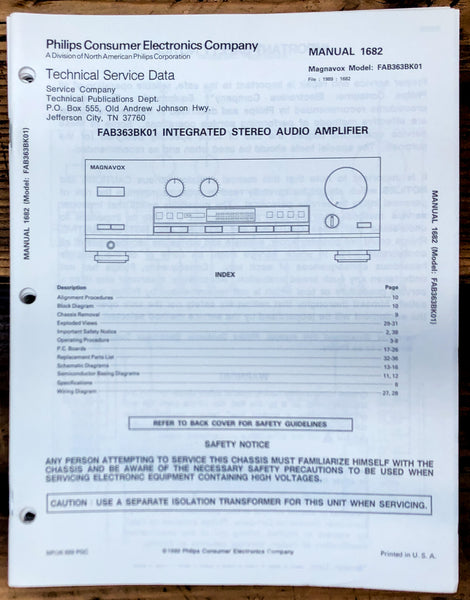 Philips Consumer Electronics Company
A Division of North American Philips Corporation
MANUAL 1682
Magnavox Model: FAB363BK01
File: 1989: 1682
Technical Service Data
Service Company
Technical Publications Dept.
P.O. Box 555, Old Andrew Johnson Hwy.
Jefferson City, TN 37760
FAB363BK01 INTEGRATED STEREO AUDIO AMPLIFIER
MAGNAVOX
MANUAL 1682 (Model: FAB363BK01)
MANUAL 1682 (Model: FAB363BK01)
INDEX
Description Page
Alignment Procedures 10
Block Diagram 10
Chassis Removal 9
Exploded Views 29-31
Important Safety Notice 2, 38
Operating Procedure 3-8
P.C. Boards 17-26
Replacement Parts List 32-36
Schematic Diagrams 13-16
Semiconductor Basing Diagrams 11, 12
Specifications 8
Wiring Diagram 27, 28
REFER TO BACK COVER FOR SAFETY GUIDELINES
SAFETY NOTICE
ANY PERSON ATTEMPTING TO SERVICE THIS CHASSIS MUST FAMILIARIZE HIMSELF WITH THE
CHASSIS AND BE AWARE OF THE NECESSARY SAFETY PRECAUTIONS TO BE USED WHEN
SERVICING ELECTRONIC EQUIPMENT CONTAINING HIGH VOLTAGES.
CAUTION: USE A SEPARATE ISOLATION TRANSFORMER FOR THIS UNIT WHEN SERVICING.
©1989 Philips Consumer Electronics Company
Printed in U.S.A.